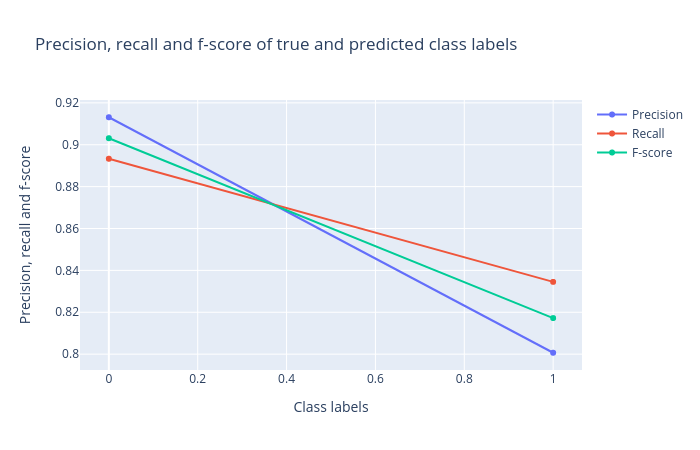 Precision, recall and f-score of true and predicted class labels
Precision
Recall
F-score
0.92
0.9
0.88
0.86
0.84
0.82
0.8
Precision, recall and f-score
0 0.2 0.4 0.6 0.8 1
Class labels